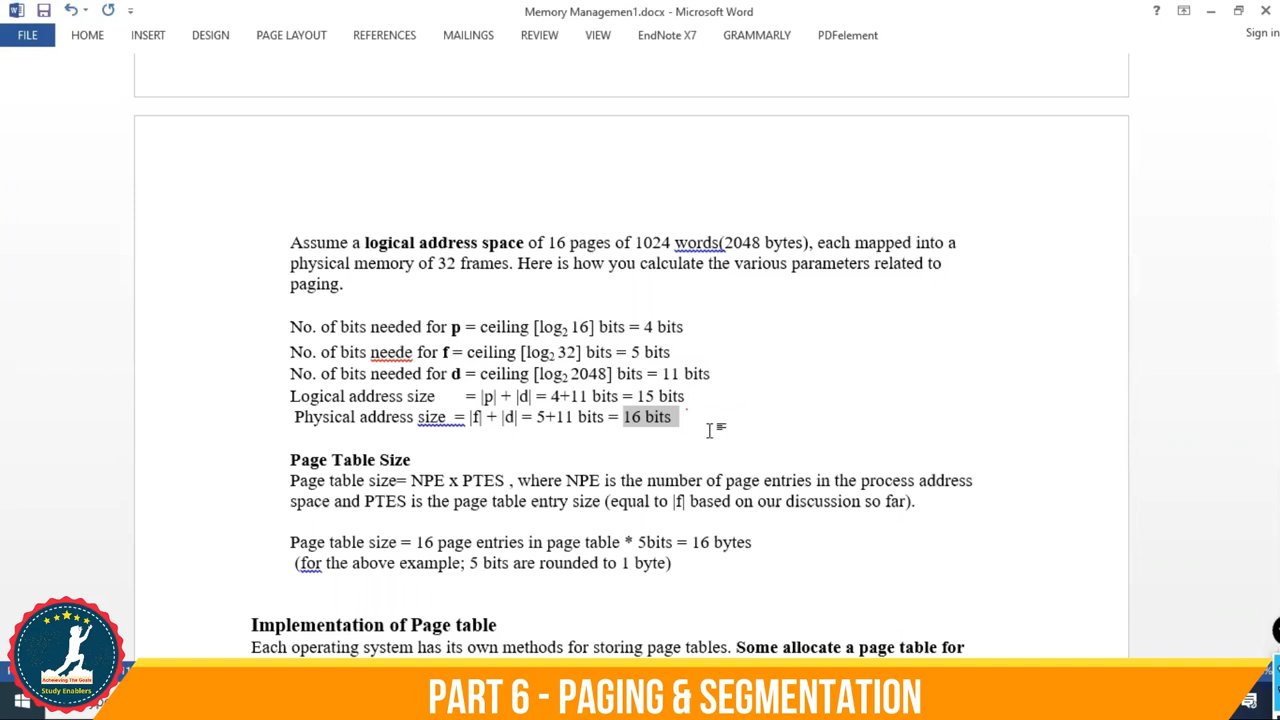 Memory Managemen1.docx - Microsoft Word
?
FILE HOME INSERT DESIGN PAGE LAYOUT REFERENCES MAILINGS REVIEW VIEW EndNote X7 GRAMMARLY PDFelement Sign in
Assume a logical address space of 16 pages of 1024 words(2048 bytes), each mapped into a
physical memory of 32 frames. Here is how you calculate the various parameters related to
paging.
No. of bits needed for p = ceiling [log2 16] bits = 4 bits
No. of bits neede for f = ceiling [log2 32] bits = 5 bits
No. of bits needed for d = ceiling [log2 2048] bits = 11 bits
Logical address size = |p| + |d| = 4+11 bits = 15 bits
Physical address size = |f| + |d| = 5+11 bits = 16 bits
Page Table Size
Page table size= NPE x PTES , where NPE is the number of page entries in the process address
space and PTES is the page table entry size (equal to |f| based on our discussion so far).
Page table size = 16 page entries in page table * 5bits = 16 bytes
(for the above example; 5 bits are rounded to 1 byte)
Implementation of Page table
Each operating system has its own methods for storing page tables. Some allocate a page table for
Achieveing The Goals
Study Enablers
PART 6 - PAGING & SEGMENTATION